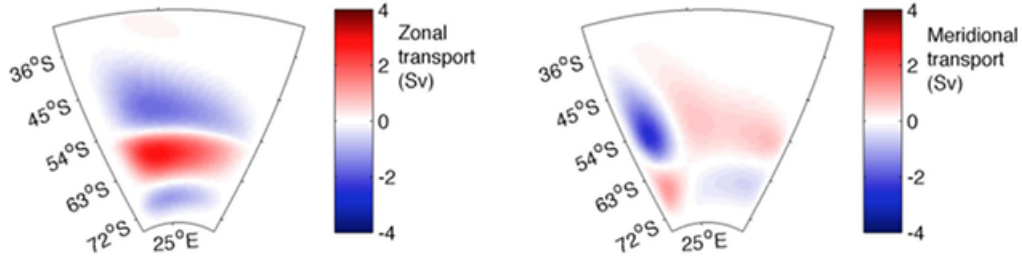 4
2
0
-2
-4
Zonal
transport
(Sv)
36°S
45°S
54°S
63°S
72°S
25°E
4
2
0
-2
-4
Meridional
transport
(Sv)
36°S
45°S
54°S
63°S
72°S
25°E